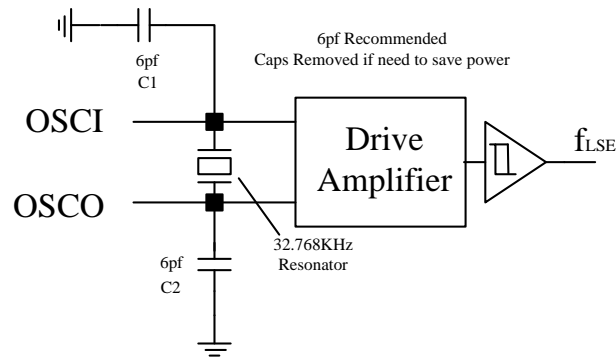 6pf Recommended
Caps Removed if need to save power
6pf
C1
OSCI
Drive
Amplifier
fLSE
OSCO
32.768KHz
Resonator
6pf
C2